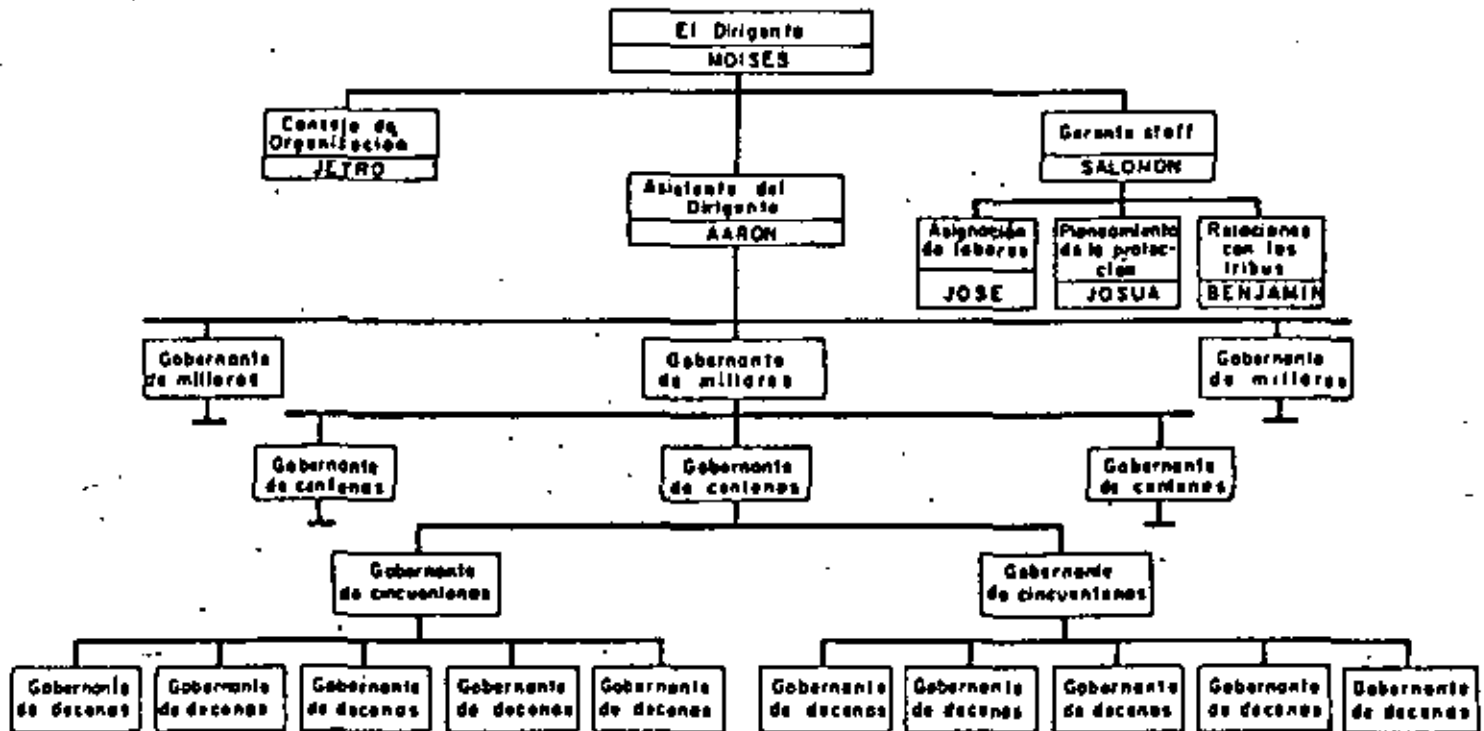 El Dirigente
MOISES
Consejo de
Organización
JETRO
Gerente staff
SALOMON
Asistente del
Dirigente
AARON
Asignación
de labores
JOSE
Planeamiento
de la protec-
ción
JOSUA
Relaciones
con las
tribus
BENJAMIN
Gobernante
de millares
Gobernante
de millares
Gobernante
de millares
Gobernante
de centenas
Gobernante
de centenas
Gobernante
de centenas
Gobernante
de cincuentenas
Gobernante
de cincuentenas
Gobernante
de decenas
Gobernante
de decenas
Gobernante
de decenas
Gobernante
de decenas
Gobernante
de decenas
Gobernante
de decenas
Gobernante
de decenas
Gobernante
de decenas
Gobernante
de decenas
Gobernante
de decenas